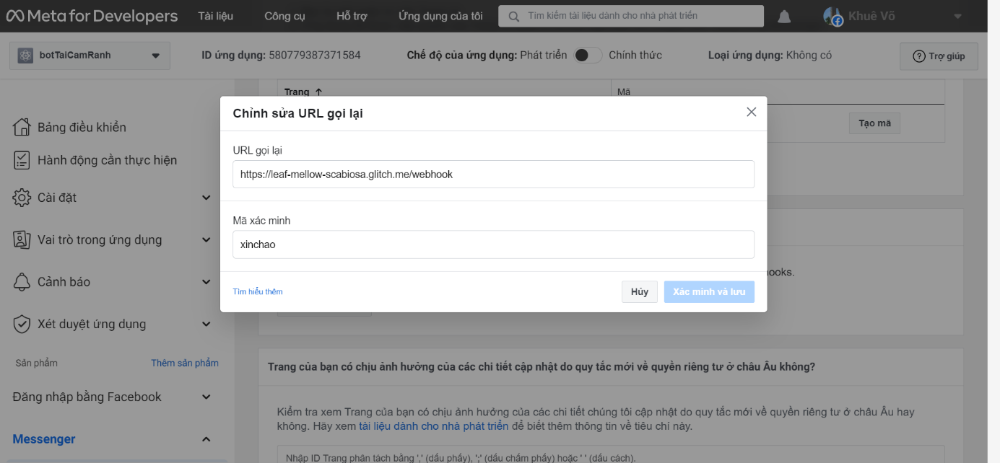 Meta for Developers Tài liệu Công cụ Hỗ trợ Ứng dụng của tôi Tìm kiếm tài liệu dành cho nhà phát triển Khuê Võ
botTaiCamRanh ID ứng dụng: 580779387371584 Chế độ của ứng dụng: Phát triển Chính thức Loại ứng dụng: Không có Trợ giúp
Trang ↑ Mã
Tạo mã
Chỉnh sửa URL gọi lại
URL gọi lại
https://leaf-mellow-scabiosa.glitch.me/webhook
Mã xác minh
xinchao
Tìm hiểu thêm Hủy Xác minh và lưu
Bảng điều khiển
Hành động cần thực hiện
Cài đặt
Vai trò trong ứng dụng
Cảnh báo
Xét duyệt ứng dụng
Sản phẩm Thêm sản phẩm
Đăng nhập bằng Facebook
Messenger
Trang của bạn có chịu ảnh hưởng của các chi tiết cập nhật do quy tắc mới về quyền riêng tư ở châu Âu không?
Kiểm tra xem Trang của bạn có chịu ảnh hưởng của các chi tiết chúng tôi cập nhật do quy tắc mới về quyền riêng tư ở châu Âu hay
không. Hãy xem tài liệu dành cho nhà phát triển để biết thêm thông tin về tiêu chí này.
Nhập ID Trang phân tách bằng ',' (dấu phẩy), ';' (dấu chấm phẩy) hoặc ' ' (dấu cách).